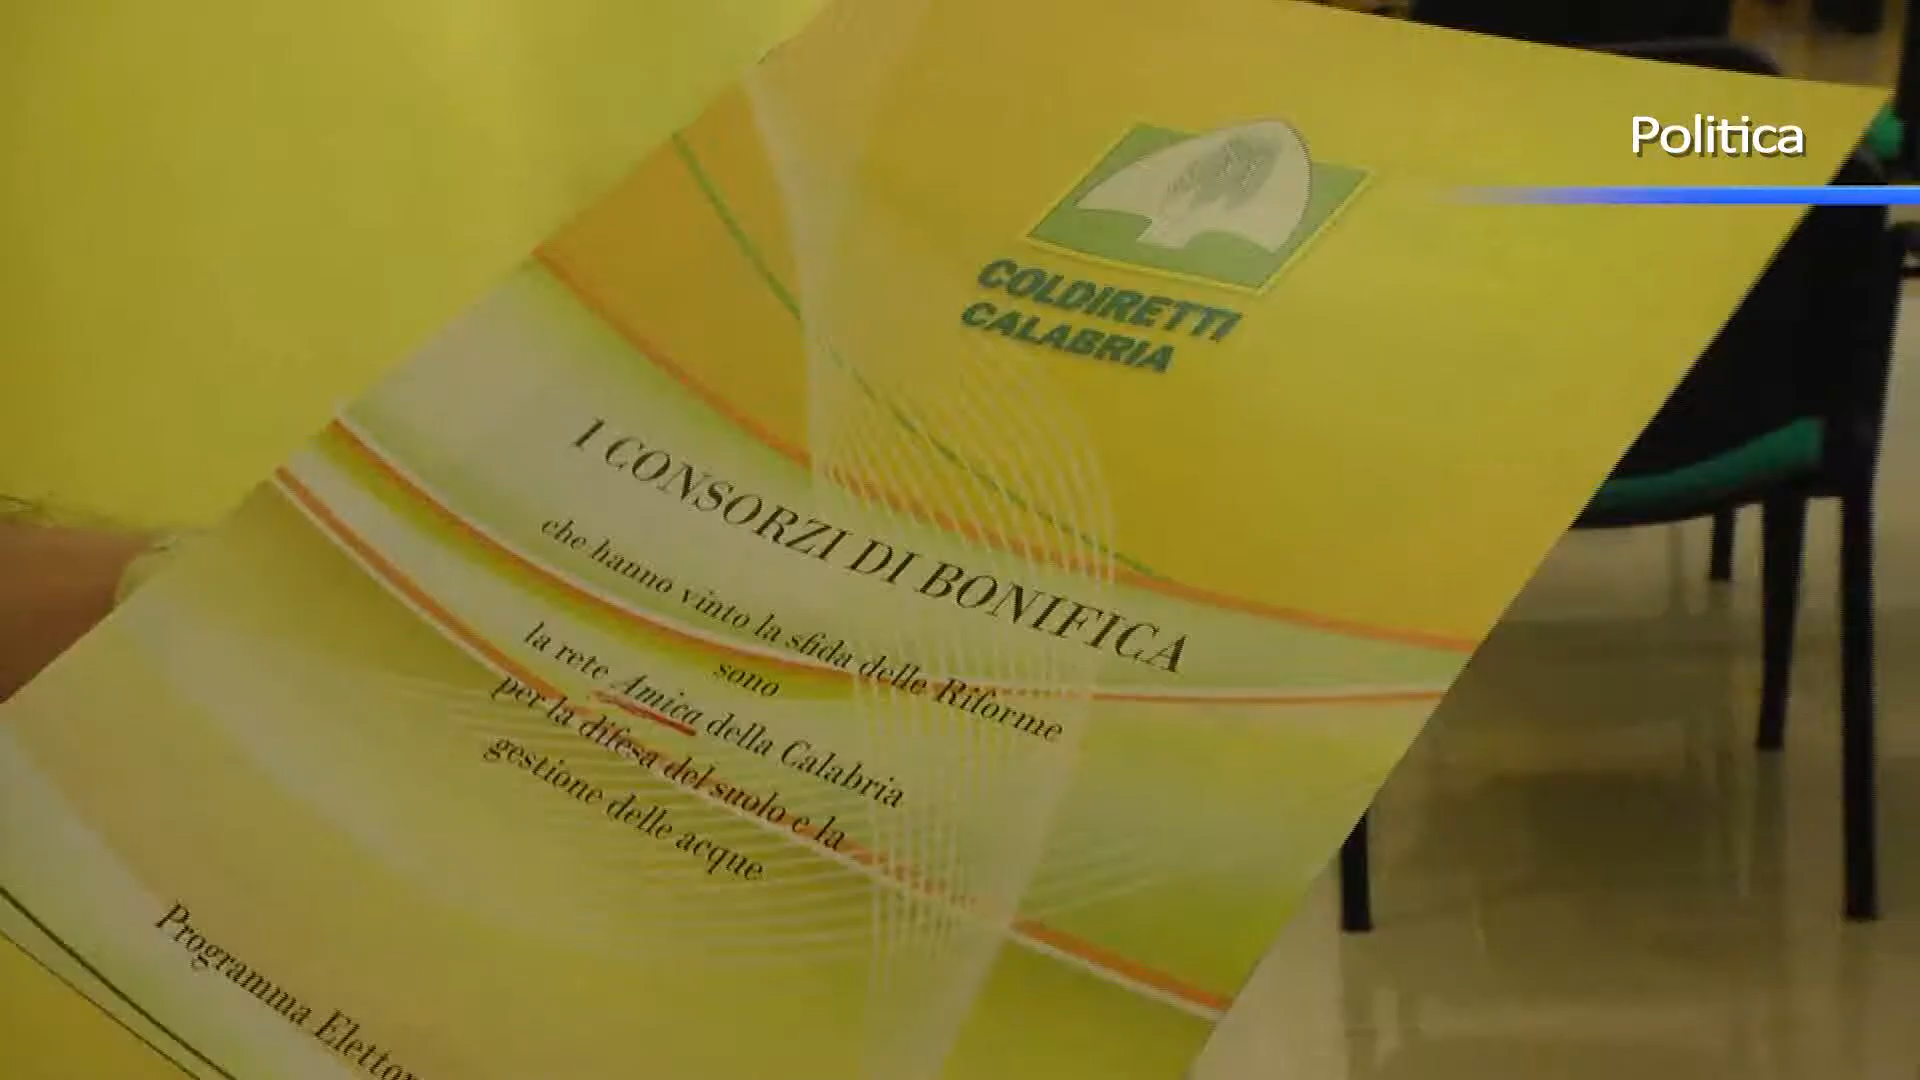 Politica
COLDIRETTI
CALABRIA
I CONSORZI DI BONIFICA
che hanno vinto la sfida delle Riforme
sono
la rete Amica della Calabria
per la difesa del suolo e la
gestione delle acque
Programma